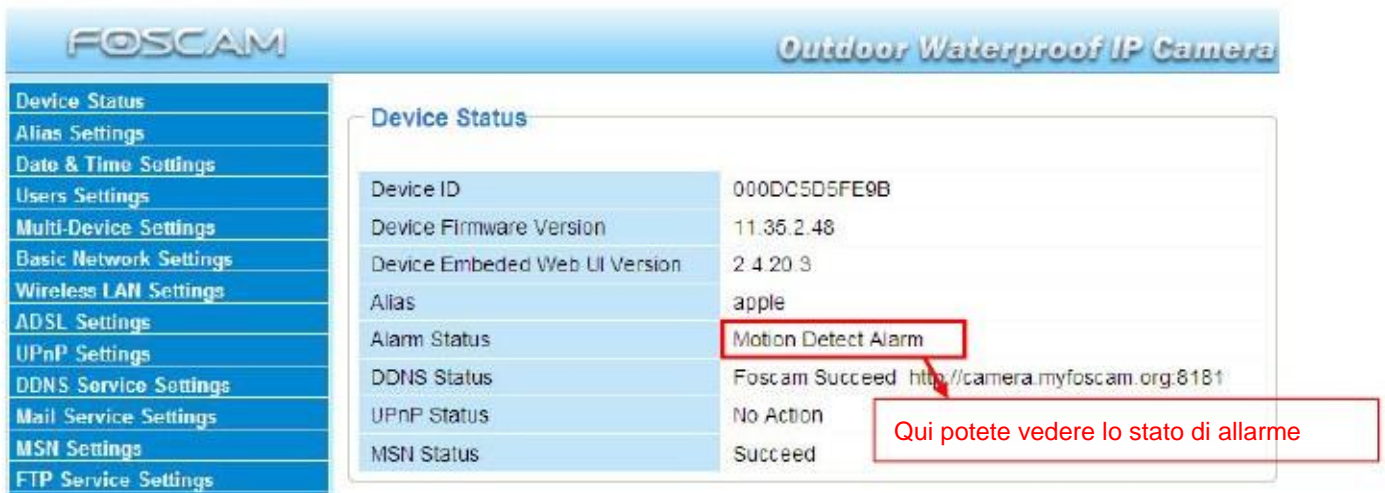 FOSCAM
Outdoor Waterproof IP Camera
Device Status
Alias Settings
Date & Time Settings
Users Settings
Multi-Device Settings
Basic Network Settings
Wireless LAN Settings
ADSL Settings
UPnP Settings
DDNS Service Settings
Mail Service Settings
MSN Settings
FTP Service Settings
Device Status
Device ID 000DC5D5FE9B
Device Firmware Version 11.35.2.48
Device Embeded Web UI Version 2.4.20.3
Alias apple
Alarm Status Motion Detect Alarm
DDNS Status Foscam Succeed http://camera.myfoscam.org:8181
UPnP Status No Action
MSN Status Succeed
Qui potete vedere lo stato di allarme